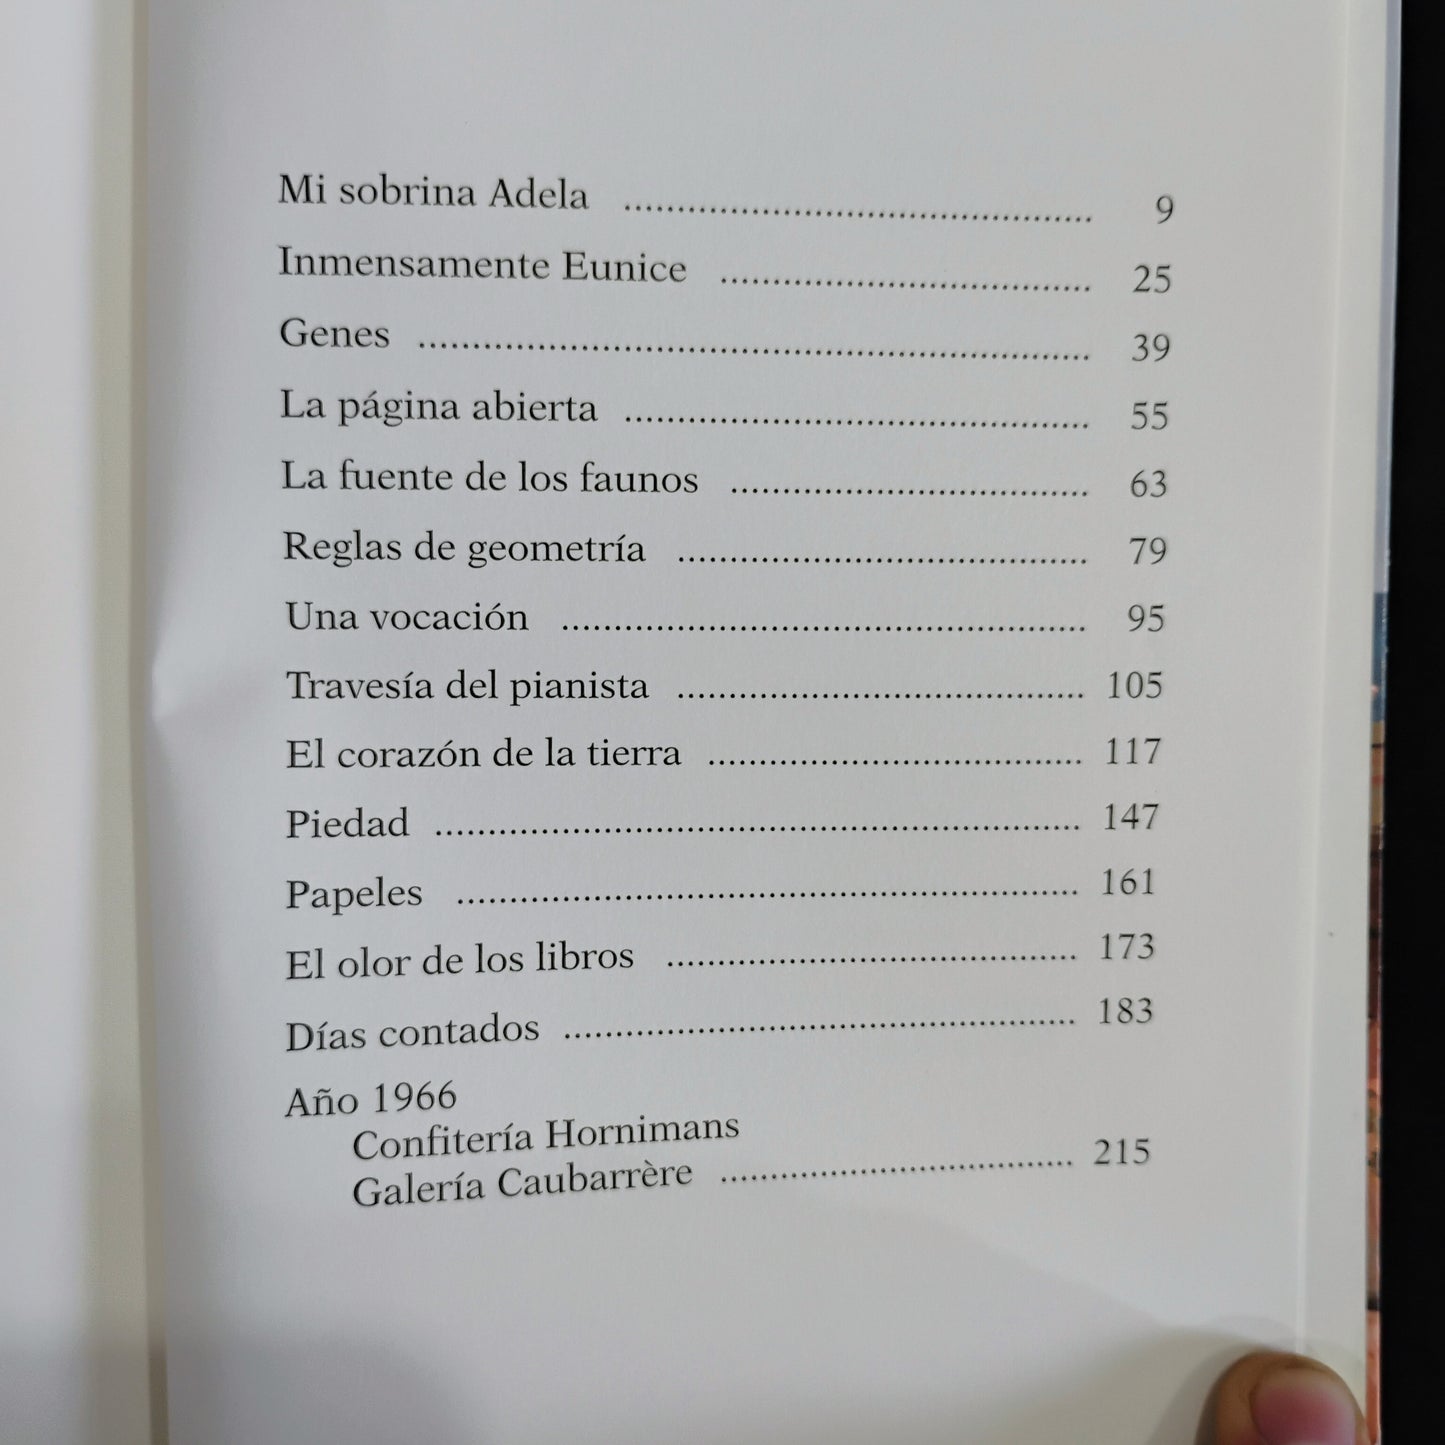 Mi sobrina Adela ........................................ 9
Inmensamente Eunice ........................................ 25
Genes ........................................ 39
La página abierta ........................................ 55
La fuente de los faunos ........................................ 63
Reglas de geometría ........................................ 79
Una vocación ........................................ 95
Travesía del pianista ........................................ 105
El corazón de la tierra ........................................ 117
Piedad ........................................ 147
Papeles ........................................ 161
El olor de los libros ........................................ 173
Días contados ........................................ 183
Año 1966
Confitería Hornimans
Galería Caubarrère ........................................ 215